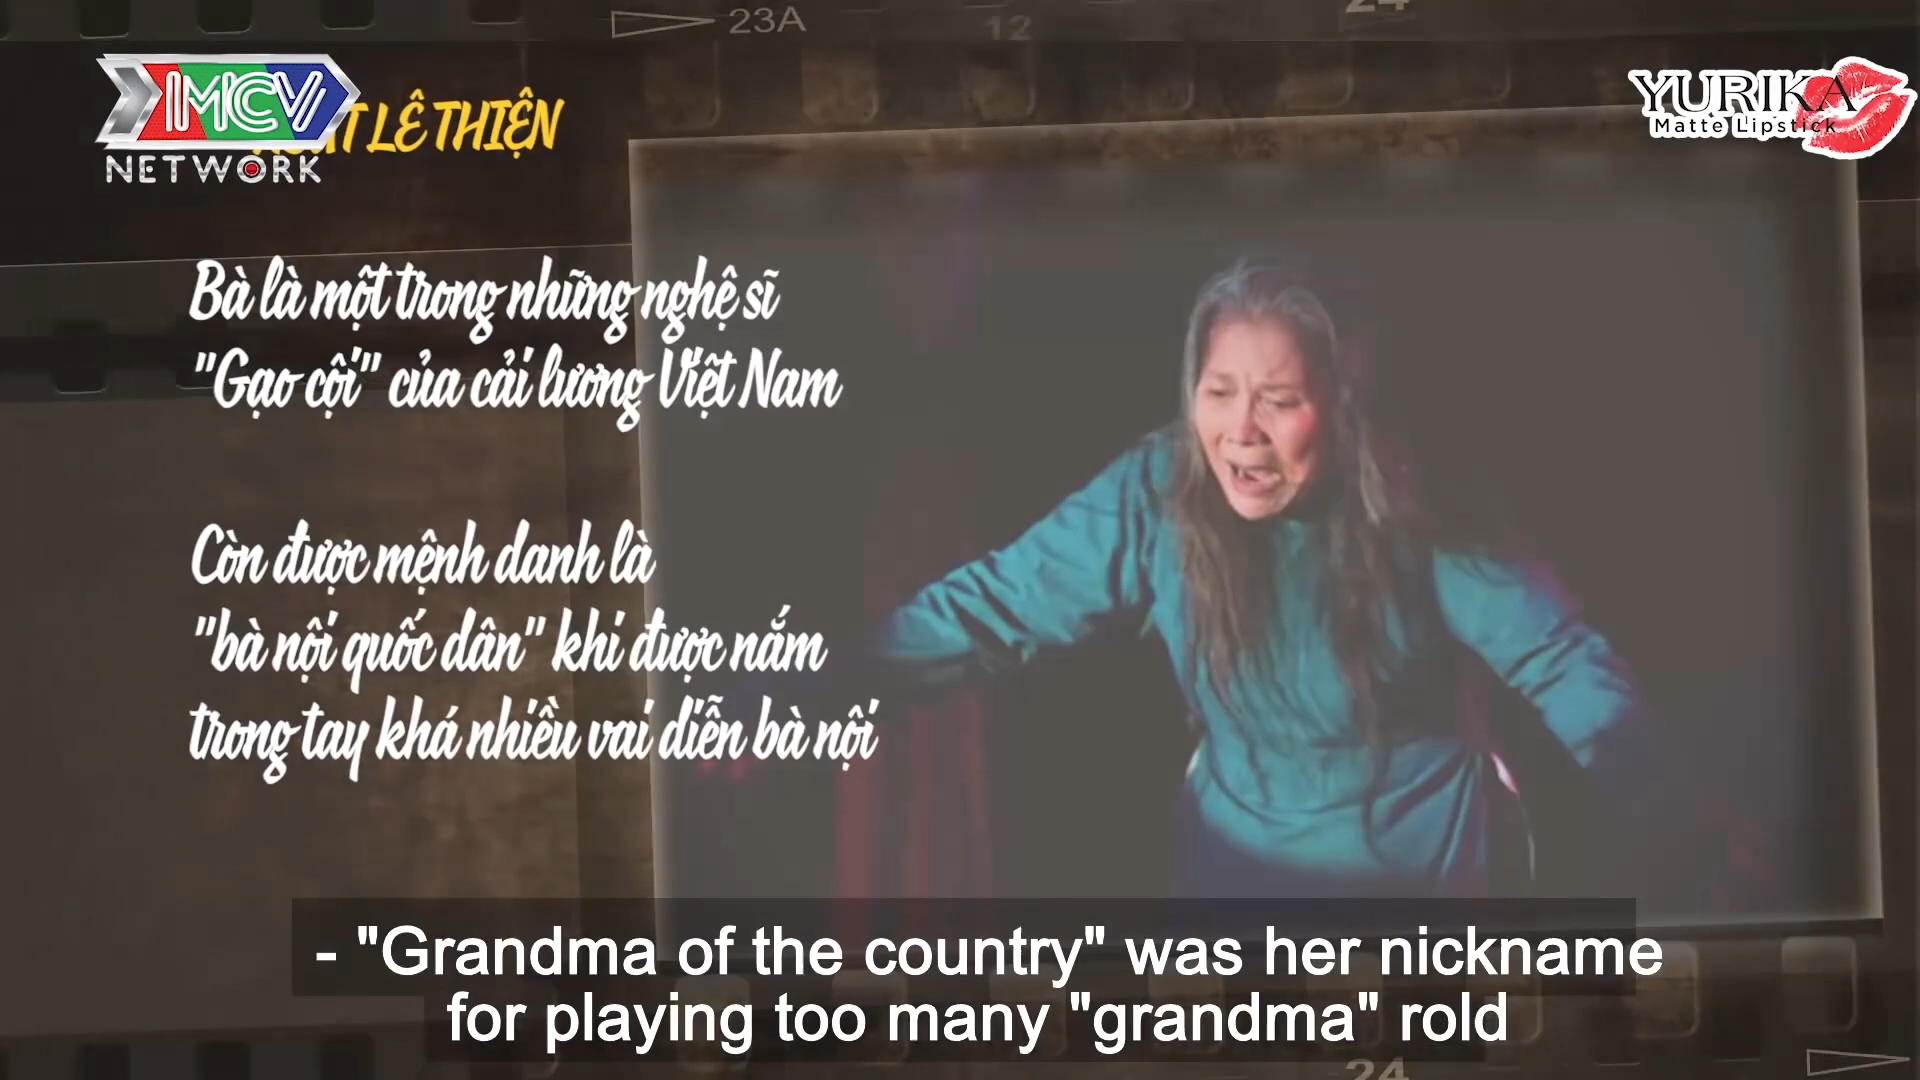 23A
12
24
MCV
NETWORK
LÊ THIỆN
YURIKA
Matte Lipstick
Bà là một trong những nghệ sĩ
"Gạo cội" của cải lương Việt Nam
Còn được mệnh danh là
"bà nội quốc dân" khi được nắm
trong tay khá nhiều vai diễn bà nội
- "Grandma of the country" was her nickname
for playing too many "grandma" rold
24